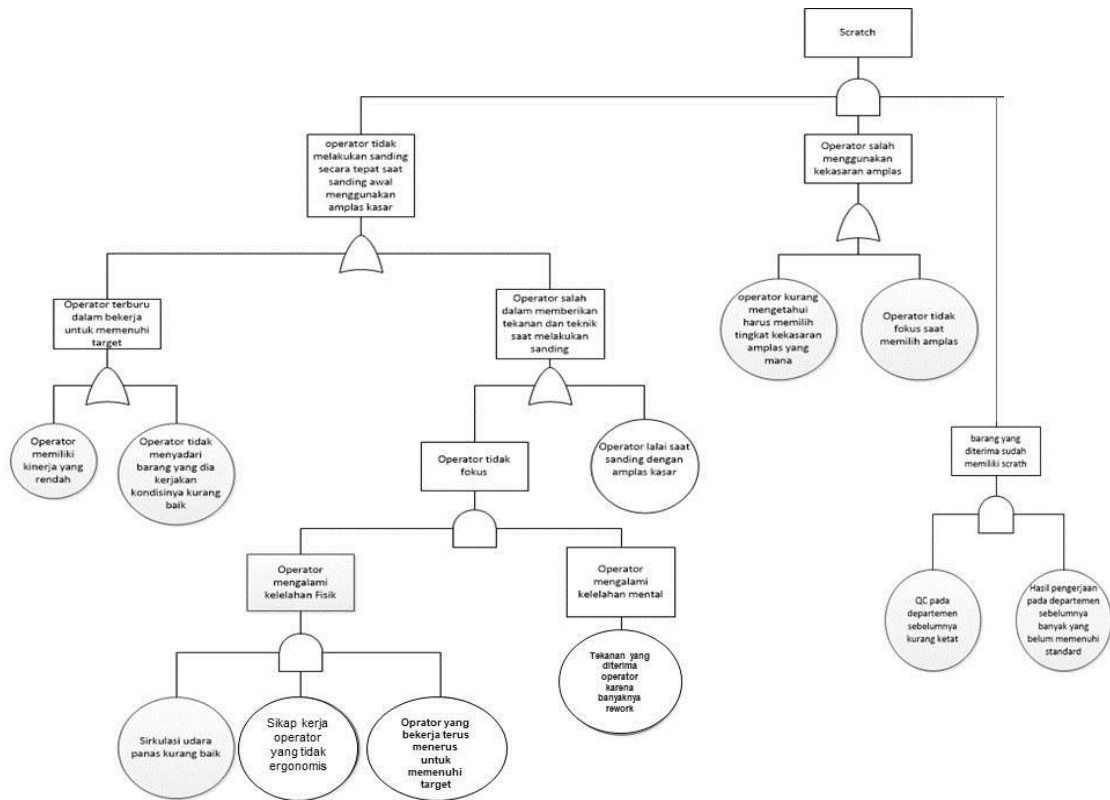 Scratch
operator tidak
melakukan sanding
secara tepat saat
sanding awal
menggunakan
amplas kasar
Operator salah
menggunakan
kekasaran amplas
Operator terburu
dalam bekerja
untuk memenuhi
target
Operator salah
dalam memberikan
tekanan dan teknik
saat melakukan
sanding
operator kurang
mengetahui
harus memilih
tingkat kekasaran
amplas yang
mana
Operator tidak
fokus saat
memilih amplas
Operator
memiliki
kinerja yang
rendah
Operator tidak
menyadari
barang yang dia
kerjakan
kondisinya kurang
baik
Operator tidak
fokus
Operator lalai saat
sanding dengan
amplas kasar
barang yang
diterima sudah
memiliki scrath
Operator
mengalami
kelelahan Fisik
Operator
mengalami
kelelahan mental
QC pada
departemen
sebelumnya
kurang ketat
Hasil pengerjaan
pada departemen
sebelumnya
banyak yang
belum memenuhi
standard
Sirkulasi udara
panas kurang baik
Sikap kerja
operator
yang tidak
ergonomis
Oprator yang
bekerja terus
menerus
untuk
memenuhi
target
Tekanan yang
diterima
operator
karena
banyaknya
rework